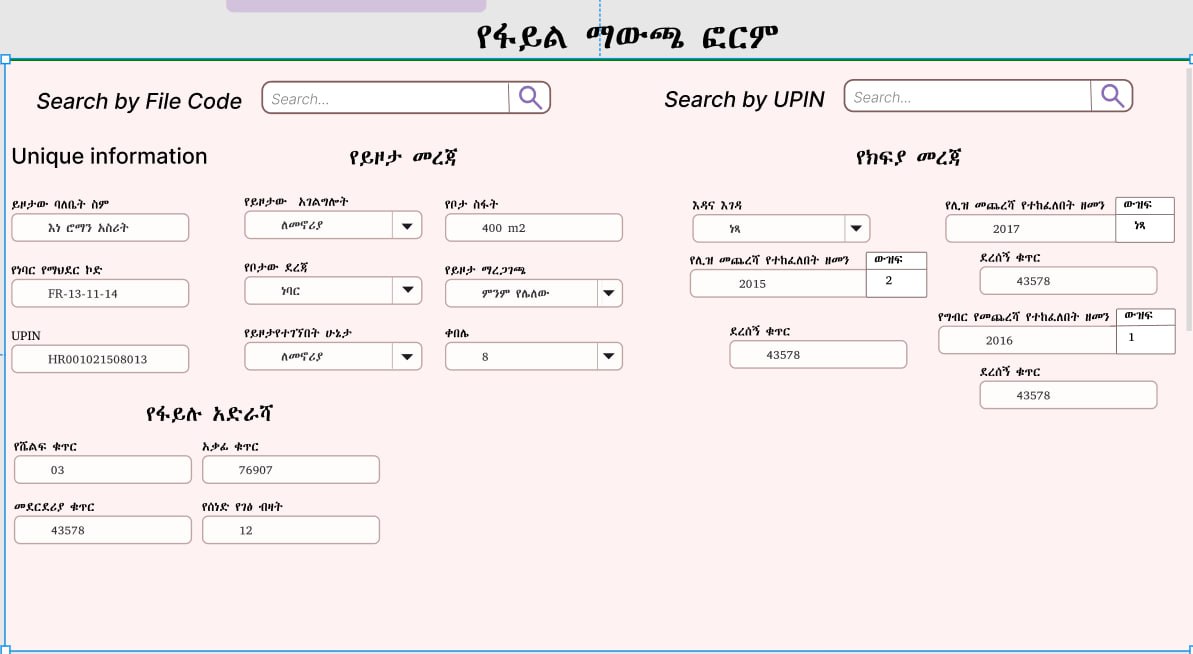 የፋይል ማውጫ ፎርም
Search by File Code
Search...
Search by UPIN
Search...
Unique information
የይዞታ መረጃ
የክፍያ መረጃ
ይዞታው ባለቤት ስም
እነ ሮማን አስራት
የነባር የማህደር ኮድ
FR-13-11-14
UPIN
HR001021508013
የይዞታው አገልግሎት
ለመኖሪያ
የቦታ ስፋት
400 m2
የቦታው ደረጃ
ነባር
የይዞታ ማረጋገጫ
ምንም የሌለው
የይዞታየተገኘበት ሁኔታ
ለመኖሪያ
ቀበሌ
8
እዳና እገዳ
ነጻ
የሊዝ መጨረሻ የተከፈለበት ዘመን
ውዝፍ
2017
ነጻ
የሊዝ መጨረሻ የተከፈለበት ዘመን
ውዝፍ
2015
2
ደረሰኝ ቁጥር
43578
ደረሰኝ ቁጥር
43578
የግብር የመጨረሻ የተከፈለበት ዘመን
ውዝፍ
2016
1
ደረሰኝ ቁጥር
43578
የፋይሉ አድራሻ
የሼልፍ ቁጥር
03
አቃፊ ቁጥር
76907
መደርደሪያ ቁጥር
43578
የሰነድ የገፅ ብዛት
12